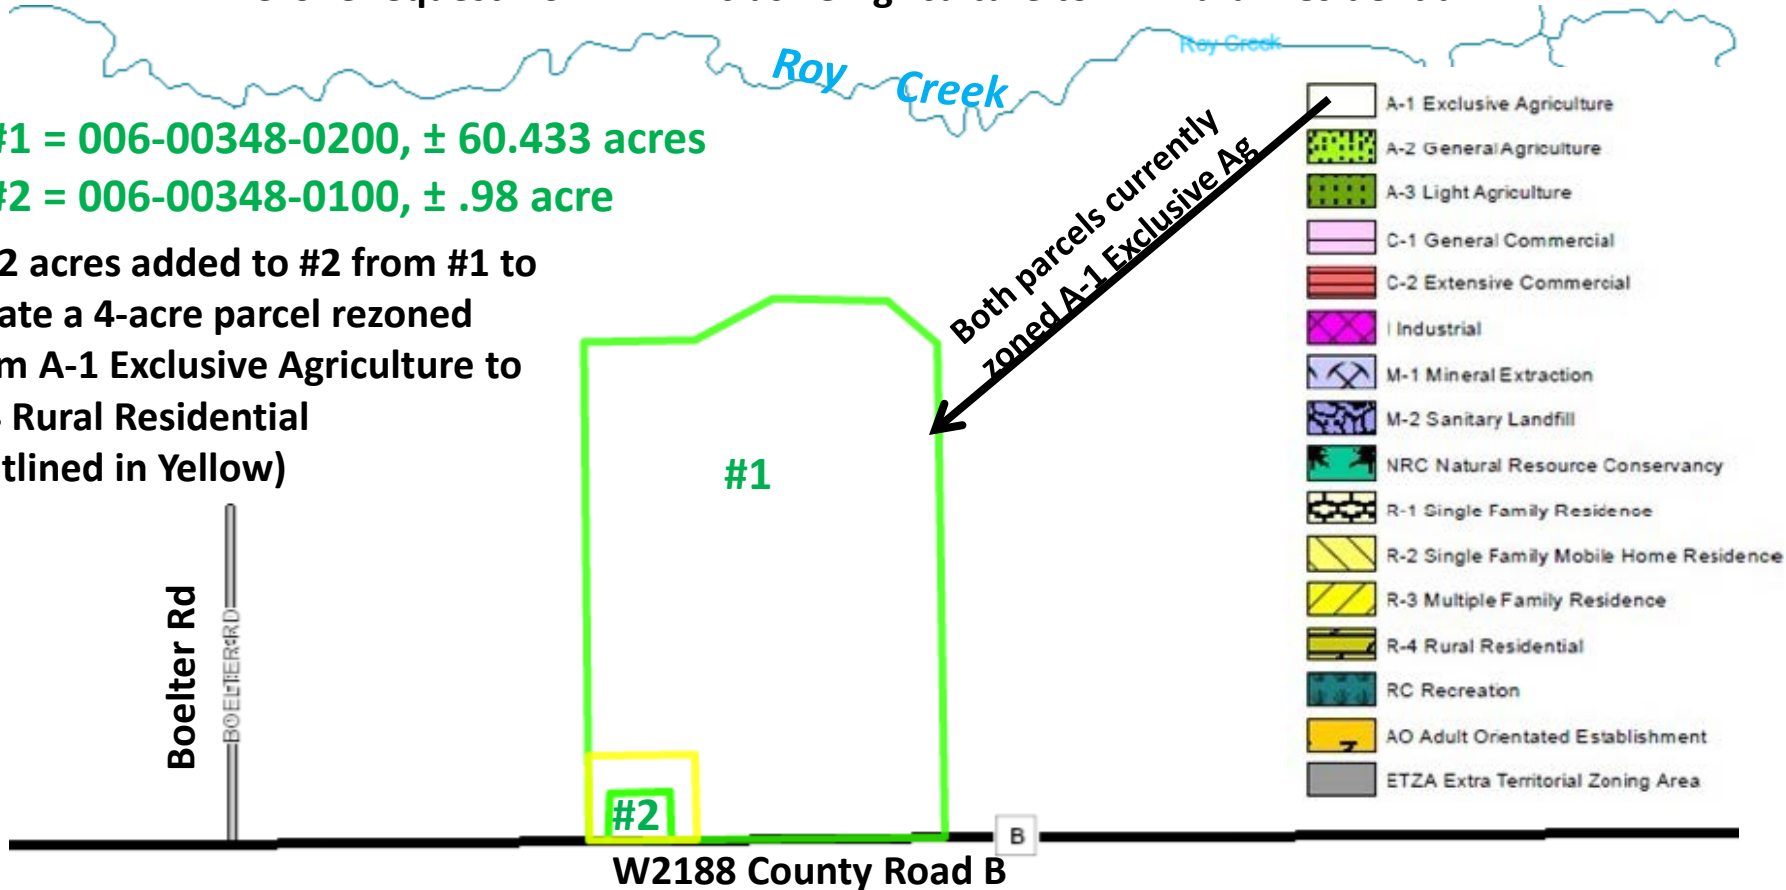 Roy Creek
Roy Creek
#1 = 006-00348-0200, ± 60.433 acres
#2 = 006-00348-0100, ± .98 acre
2 acres added to #2 from #1 to
ate a 4-acre parcel rezoned
m A-1 Exclusive Agriculture to
Rural Residential
tlined in Yellow)
Both parcels currently
zoned A-1 Exclusive Ag
A-1 Exclusive Agriculture
A-2 General Agriculture
A-3 Light Agriculture
C-1 General Commercial
C-2 Extensive Commercial
I Industrial
M-1 Mineral Extraction
M-2 Sanitary Landfill
NRC Natural Resource Conservancy
R-1 Single Family Residence
R-2 Single Family Mobile Home Residence
R-3 Multiple Family Residence
R-4 Rural Residential
RC Recreation
AO Adult Orientated Establishment
ETZA Extra Territorial Zoning Area
#1
Boelter Rd
BOELTER RD
#2
B
W2188 County Road B